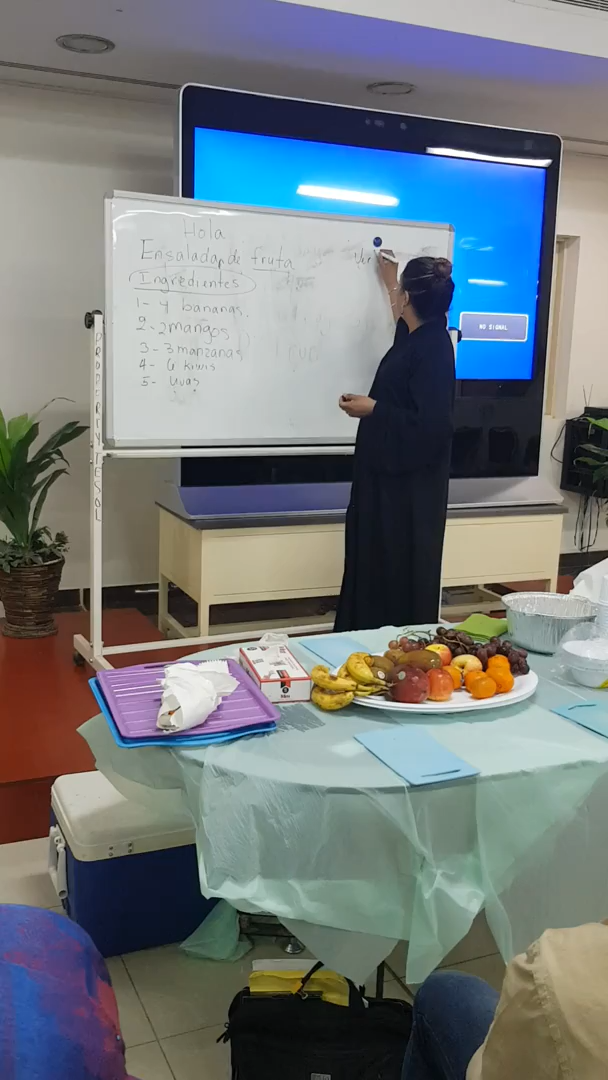 Hola
Ensalada de fruta
Ingredientes
1- 4 bananas
2- 2 mangos
3- 3 manzanas
4- 6 kiwis
5- uvas
Ver
NO SIGNAL